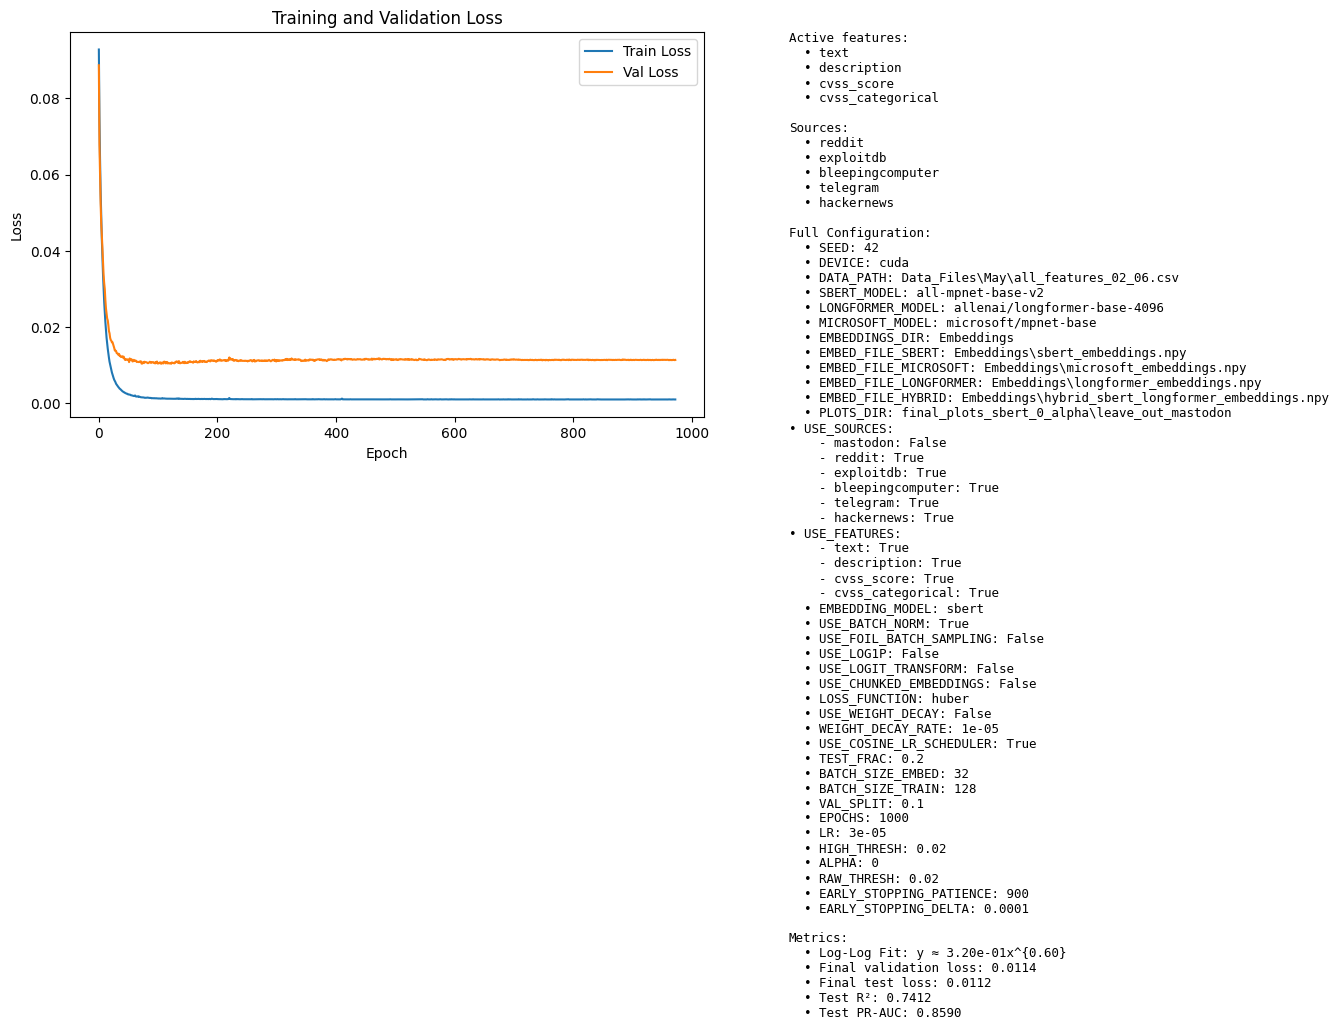 Training and Validation Loss
Train Loss
Val Loss
0.08
0.06
0.04
0.02
0.00
Loss
0
200
400
600
800
1000
Epoch
Active features:
• text
• description
• cvss_score
• cvss_categorical
Sources:
• reddit
• exploitdb
• bleepingcomputer
• telegram
• hackernews
Full Configuration:
• SEED: 42
• DEVICE: cuda
• DATA_PATH: Data_Files\May\all_features_02_06.csv
• SBERT_MODEL: all-mpnet-base-v2
• LONGFORMER_MODEL: allenai/longformer-base-4096
• MICROSOFT_MODEL: microsoft/mpnet-base
• EMBEDDINGS_DIR: Embeddings
• EMBED_FILE_SBERT: Embeddings\sbert_embeddings.npy
• EMBED_FILE_MICROSOFT: Embeddings\microsoft_embeddings.npy
• EMBED_FILE_LONGFORMER: Embeddings\longformer_embeddings.npy
• EMBED_FILE_HYBRID: Embeddings\hybrid_sbert_longformer_embeddings.npy
• PLOTS_DIR: final_plots_sbert_0_alpha\leave_out_mastodon
• USE_SOURCES:
- mastodon: False
- reddit: True
- exploitdb: True
- bleepingcomputer: True
- telegram: True
- hackernews: True
• USE_FEATURES:
- text: True
- description: True
- cvss_score: True
- cvss_categorical: True
• EMBEDDING_MODEL: sbert
• USE_BATCH_NORM: True
• USE_FOIL_BATCH_SAMPLING: False
• USE_LOG1P: False
• USE_LOGIT_TRANSFORM: False
• USE_CHUNKED_EMBEDDINGS: False
• LOSS_FUNCTION: huber
• USE_WEIGHT_DECAY: False
• WEIGHT_DECAY_RATE: 1e-05
• USE_COSINE_LR_SCHEDULER: True
• TEST_FRAC: 0.2
• BATCH_SIZE_EMBED: 32
• BATCH_SIZE_TRAIN: 128
• VAL_SPLIT: 0.1
• EPOCHS: 1000
• LR: 3e-05
• HIGH_THRESH: 0.02
• ALPHA: 0
• RAW_THRESH: 0.02
• EARLY_STOPPING_PATIENCE: 900
• EARLY_STOPPING_DELTA: 0.0001
Metrics:
• Log-Log Fit: y ≈ 3.20e-01x^{0.60}
• Final validation loss: 0.0114
• Final test loss: 0.0112
• Test R²: 0.7412
• Test PR-AUC: 0.8590